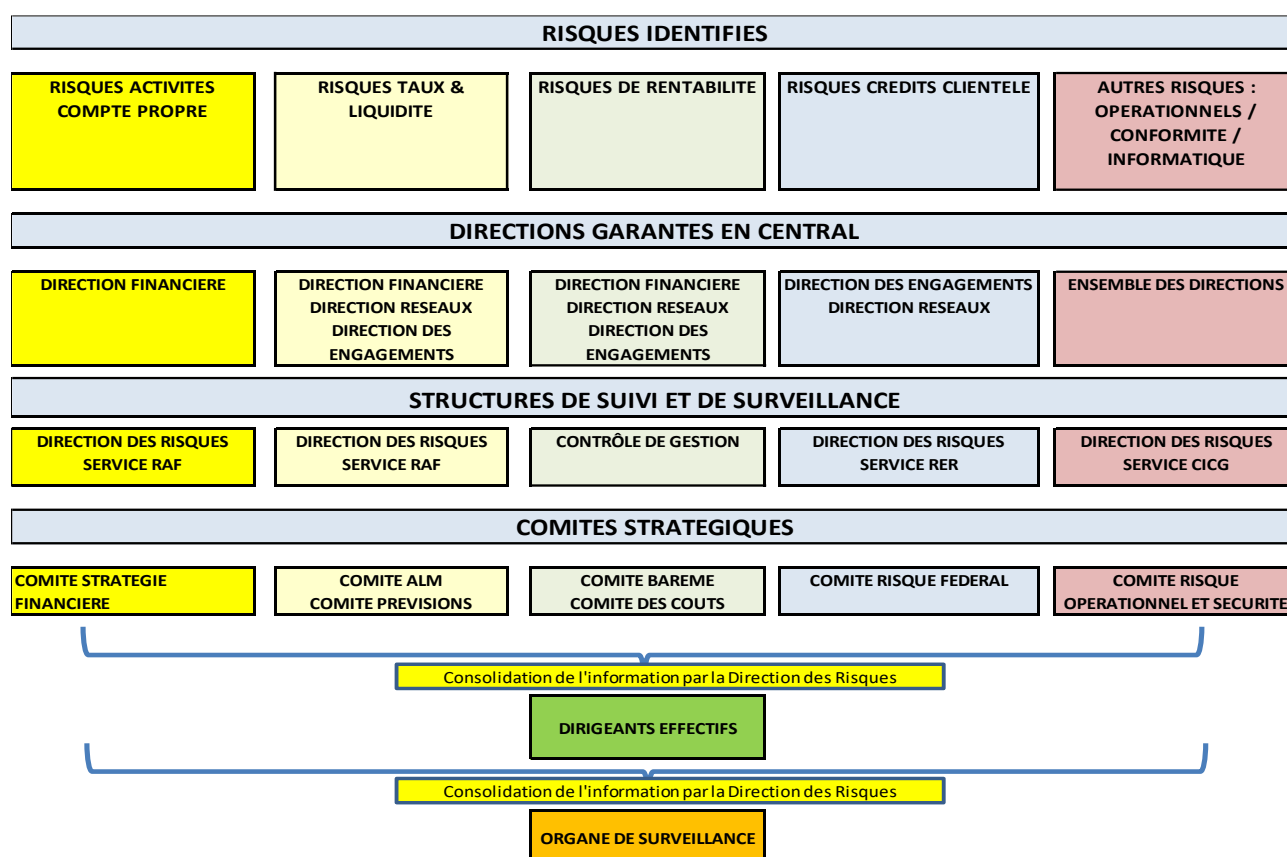 RISQUES IDENTIFIES
RISQUES ACTIVITES
COMPTE PROPRE
RISQUES TAUX &
LIQUIDITE
RISQUES DE RENTABILITE
RISQUES CREDITS CLIENTELE
AUTRES RISQUES :
OPERATIONNELS /
CONFORMITE /
INFORMATIQUE
DIRECTIONS GARANTES EN CENTRAL
DIRECTION FINANCIERE
DIRECTION FINANCIERE
DIRECTION RESEAUX
DIRECTION DES
ENGAGEMENTS
DIRECTION FINANCIERE
DIRECTION RESEAUX
DIRECTION DES
ENGAGEMENTS
DIRECTION DES ENGAGEMENTS
DIRECTION RESEAUX
ENSEMBLE DES DIRECTIONS
STRUCTURES DE SUIVI ET DE SURVEILLANCE
DIRECTION DES RISQUES
SERVICE RAF
DIRECTION DES RISQUES
SERVICE RAF
CONTRÔLE DE GESTION
DIRECTION DES RISQUES
SERVICE RER
DIRECTION DES RISQUES
SERVICE CICG
COMITES STRATEGIQUES
COMITE STRATEGIE
FINANCIERE
COMITE ALM
COMITE PREVISIONS
COMITE BAREME
COMITE DES COUTS
COMITE RISQUE FEDERAL
COMITE RISQUE
OPERATIONNEL ET SECURITE
Consolidation de l'information par la Direction des Risques
DIRIGEANTS EFFECTIFS
Consolidation de l'information par la Direction des Risques
ORGANE DE SURVEILLANCE